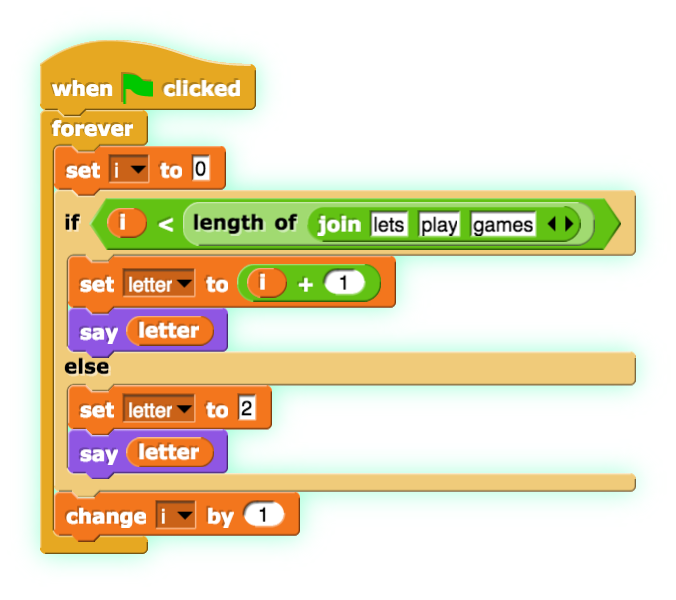 when clicked
forever
set i to 0
if i < length of join lets play games
set letter to i + 1
say letter
else
set letter to 2
say letter
change i by 1